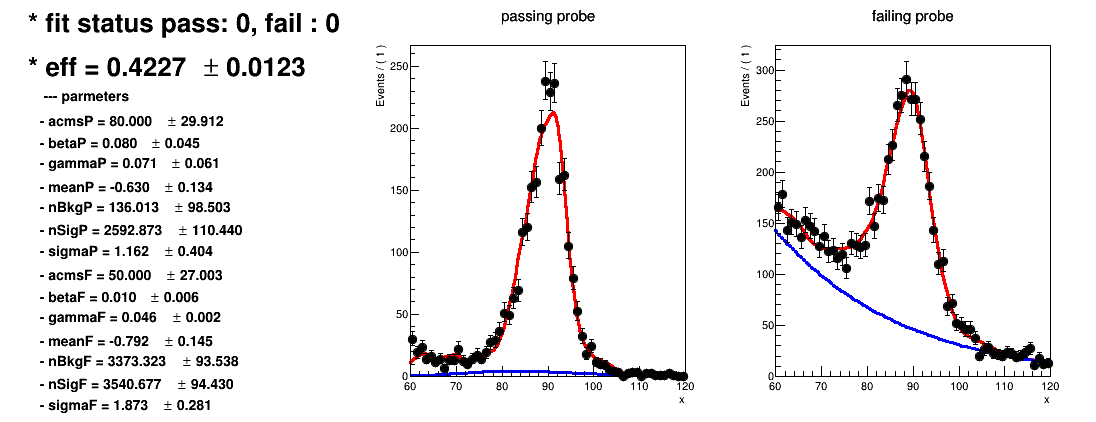 * fit status pass: 0, fail : 0
* eff = 0.4227 ± 0.0123
--- parmeters
- acmsP = 80.000 ± 29.912
- betaP = 0.080 ± 0.045
- gammaP = 0.071 ± 0.061
- meanP = -0.630 ± 0.134
- nBkgP = 136.013 ± 98.503
- nSigP = 2592.873 ± 110.440
- sigmaP = 1.162 ± 0.404
- acmsF = 50.000 ± 27.003
- betaF = 0.010 ± 0.006
- gammaF = 0.046 ± 0.002
- meanF = -0.792 ± 0.145
- nBkgF = 3373.323 ± 93.538
- nSigF = 3540.677 ± 94.430
- sigmaF = 1.873 ± 0.281
passing probe
Events / ( 1 )
250
200
150
100
50
0
60 70 80 90 100 110 120
x
failing probe
Events / ( 1 )
300
250
200
150
100
50
0
60 70 80 90 100 110 120
x